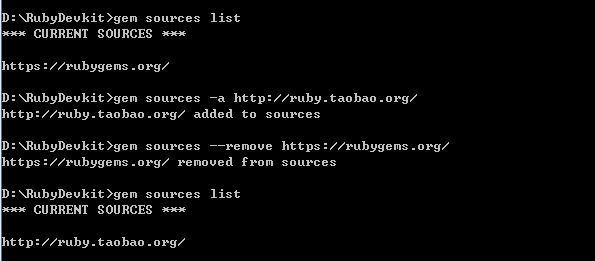 D:\RubyDevkit>gem sources list
*** CURRENT SOURCES ***
https://rubygems.org/
D:\RubyDevkit>gem sources -a http://ruby.taobao.org/
http://ruby.taobao.org/ added to sources
D:\RubyDevkit>gem sources --remove https://rubygems.org/
https://rubygems.org/ removed from sources
D:\RubyDevkit>gem sources list
*** CURRENT SOURCES ***
http://ruby.taobao.org/